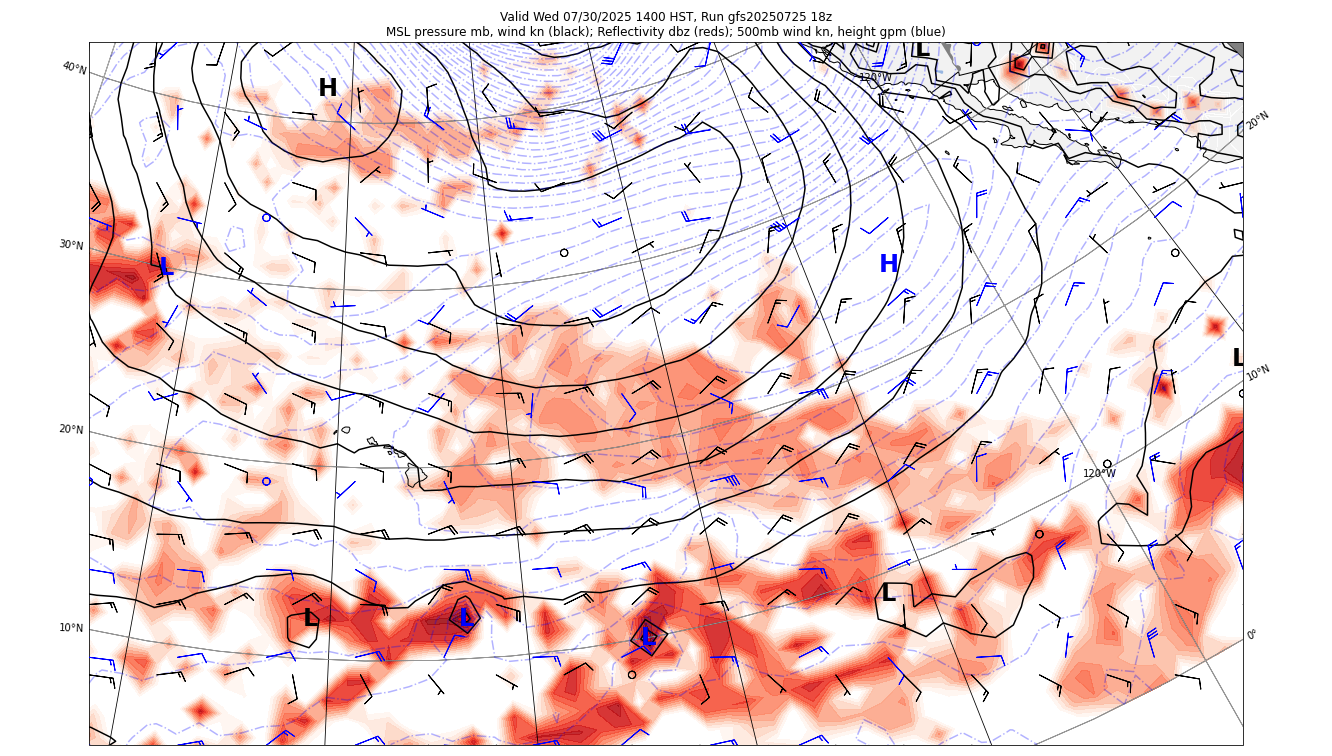 Valid Wed 07/30/2025 1400 HST, Run gfs20250725 18z
MSL pressure mb, wind kn (black); Reflectivity dbz (reds); 500mb wind kn, height gpm (blue)
L
40°N
H
120°W
20°N
30°N
L
H
L
10°N
20°N
120°W
L
L
L
10°N
L
0°